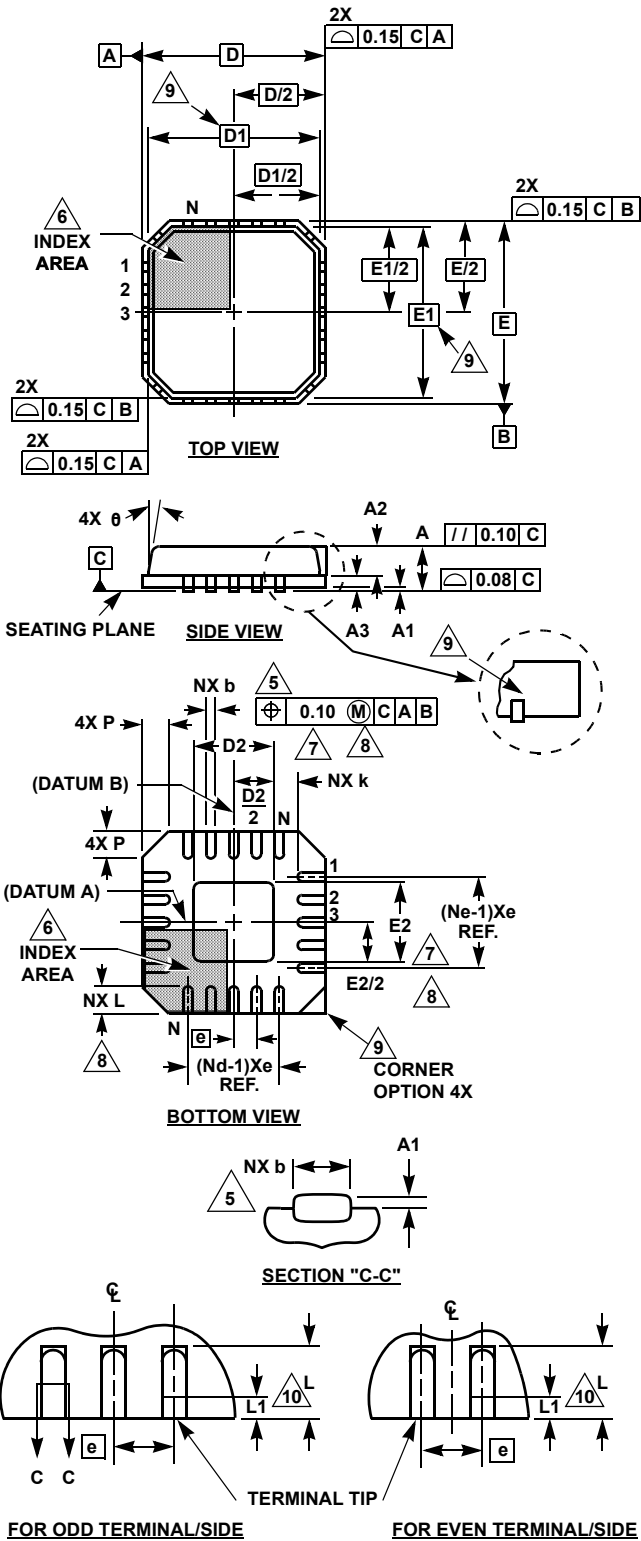 2X
⌓ 0.15 C A
A
D
D/2
9
D1
D1/2
2X
⌓ 0.15 C B
N
6
INDEX
AREA
1
2
3
E1/2
E/2
E1
E
9
2X
⌓ 0.15 C B
2X
⌓ 0.15 C A
B
TOP VIEW
4X θ
A2
A
// 0.10 C
C
⌓ 0.08 C
SEATING PLANE
SIDE VIEW
A3
A1
9
NX b
5
⌖ 0.10 Ⓜ C A B
4X P
D2
7
8
(DATUM B)
D2
2
N
NX k
4X P
1
(DATUM A)
2
3
E2
(Ne-1)Xe
REF.
6
INDEX
AREA
7
E2/2
8
NX L
N
e
8
9
(Nd-1)Xe
REF.
CORNER
OPTION 4X
BOTTOM VIEW
A1
NX b
5
SECTION "C-C"
℄
L
10
L1
e
C C
℄
L
10
L1
e
TERMINAL TIP
FOR ODD TERMINAL/SIDE
FOR EVEN TERMINAL/SIDE